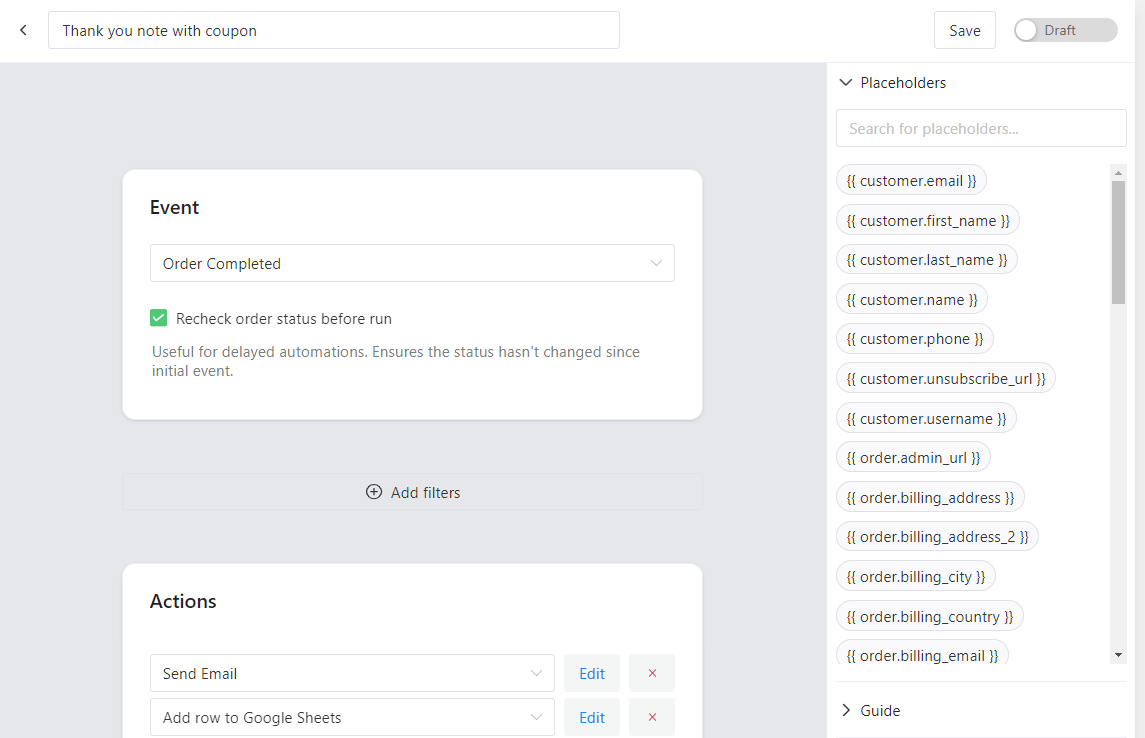 Thank you note with coupon
Save
Draft
Event
Order Completed
Recheck order status before run
Useful for delayed automations. Ensures the status hasn't changed since
initial event.
Add filters
Actions
Send Email
Edit
Add row to Google Sheets
Edit
Placeholders
Search for placeholders...
{{ customer.email }}
{{ customer.first_name }}
{{ customer.last_name }}
{{ customer.name }}
{{ customer.phone }}
{{ customer.unsubscribe_url }}
{{ customer.username }}
{{ order.admin_url }}
{{ order.billing_address }}
{{ order.billing_address_2 }}
{{ order.billing_city }}
{{ order.billing_country }}
{{ order.billing_email }}
Guide